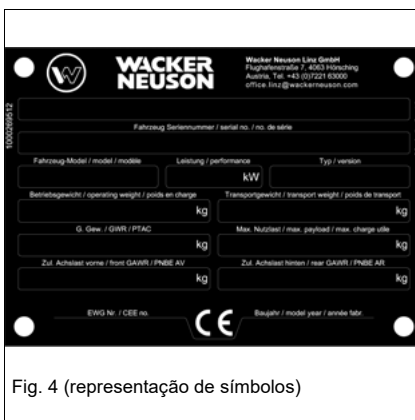 WACKER
NEUSON
Wacker Neuson Linz GmbH
Flughafenstraße 7, 4063 Hörsching
Austria, Tel. +43 (0)7221 63000
office.linz@wackerneuson.com
1000269512
Fahrzeug Seriennummer / serial no. / no. de série
Fahrzeug-Model / model / modèle Leistung / performance Typ / version
kW
Betriebsgewicht / operating weight / poids en charge Transportgewicht / transport weight / poids de transport
kg kg
G. Gew. / GWR / PTAC Max. Nutzlast / max. payload / max. charge utile
kg kg
Zul. Achslast vorne / front GAWR / PNBE AV Zul. Achslast hinten / rear GAWR / PNBE AR
kg kg
EWG Nr. / CEE no. CE Baujahr / model year / année fabr.
Fig. 4 (representação de símbolos)